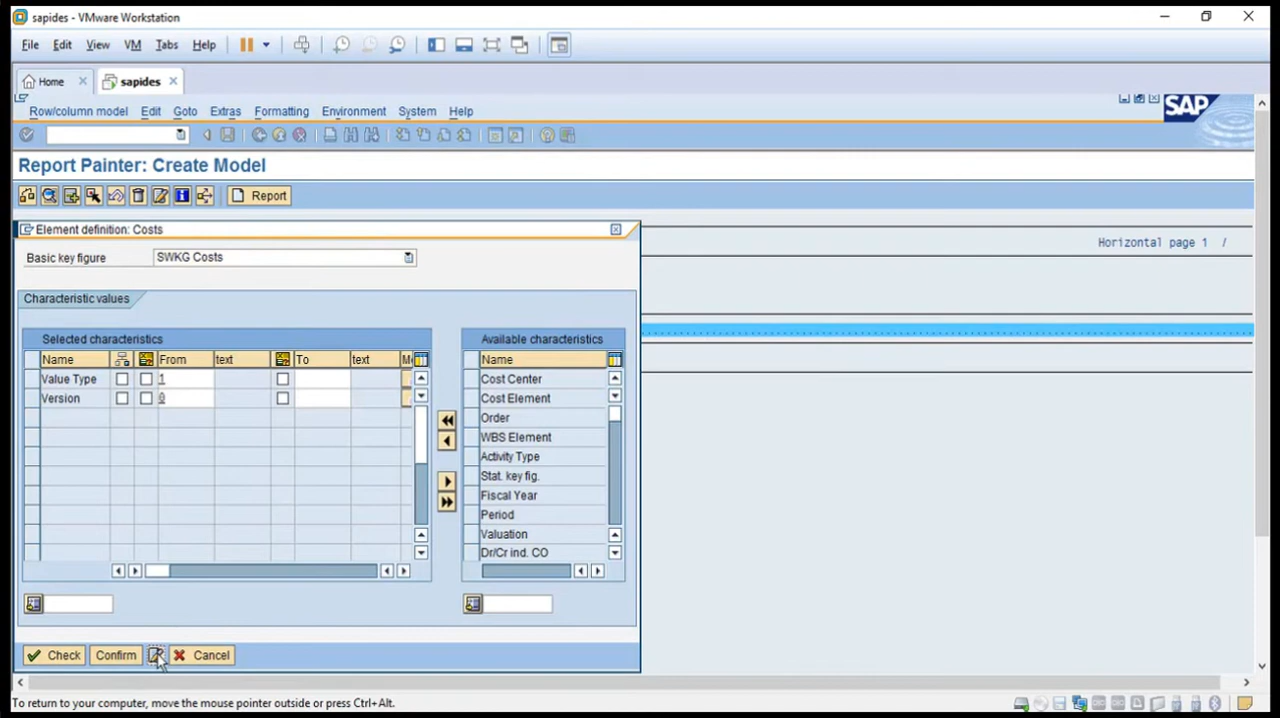 sapides - VMware Workstation
File Edit View VM Tabs Help
Home sapides
Row/column model Edit Goto Extras Formatting Environment System Help
SAP
Report Painter: Create Model
Report
Element definition: Costs
Horizontal page 1 /
Basic key figure SWKG Costs
Characteristic values
Selected characteristics Available characteristics
Name From text To text Name
Value Type 1 Cost Center
Version 0 Cost Element
Order
WBS Element
Activity Type
Stat. key fig.
Fiscal Year
Period
Valuation
Dr/Cr ind. CO
Check Confirm Cancel
To return to your computer, move the mouse pointer outside or press Ctrl+Alt.